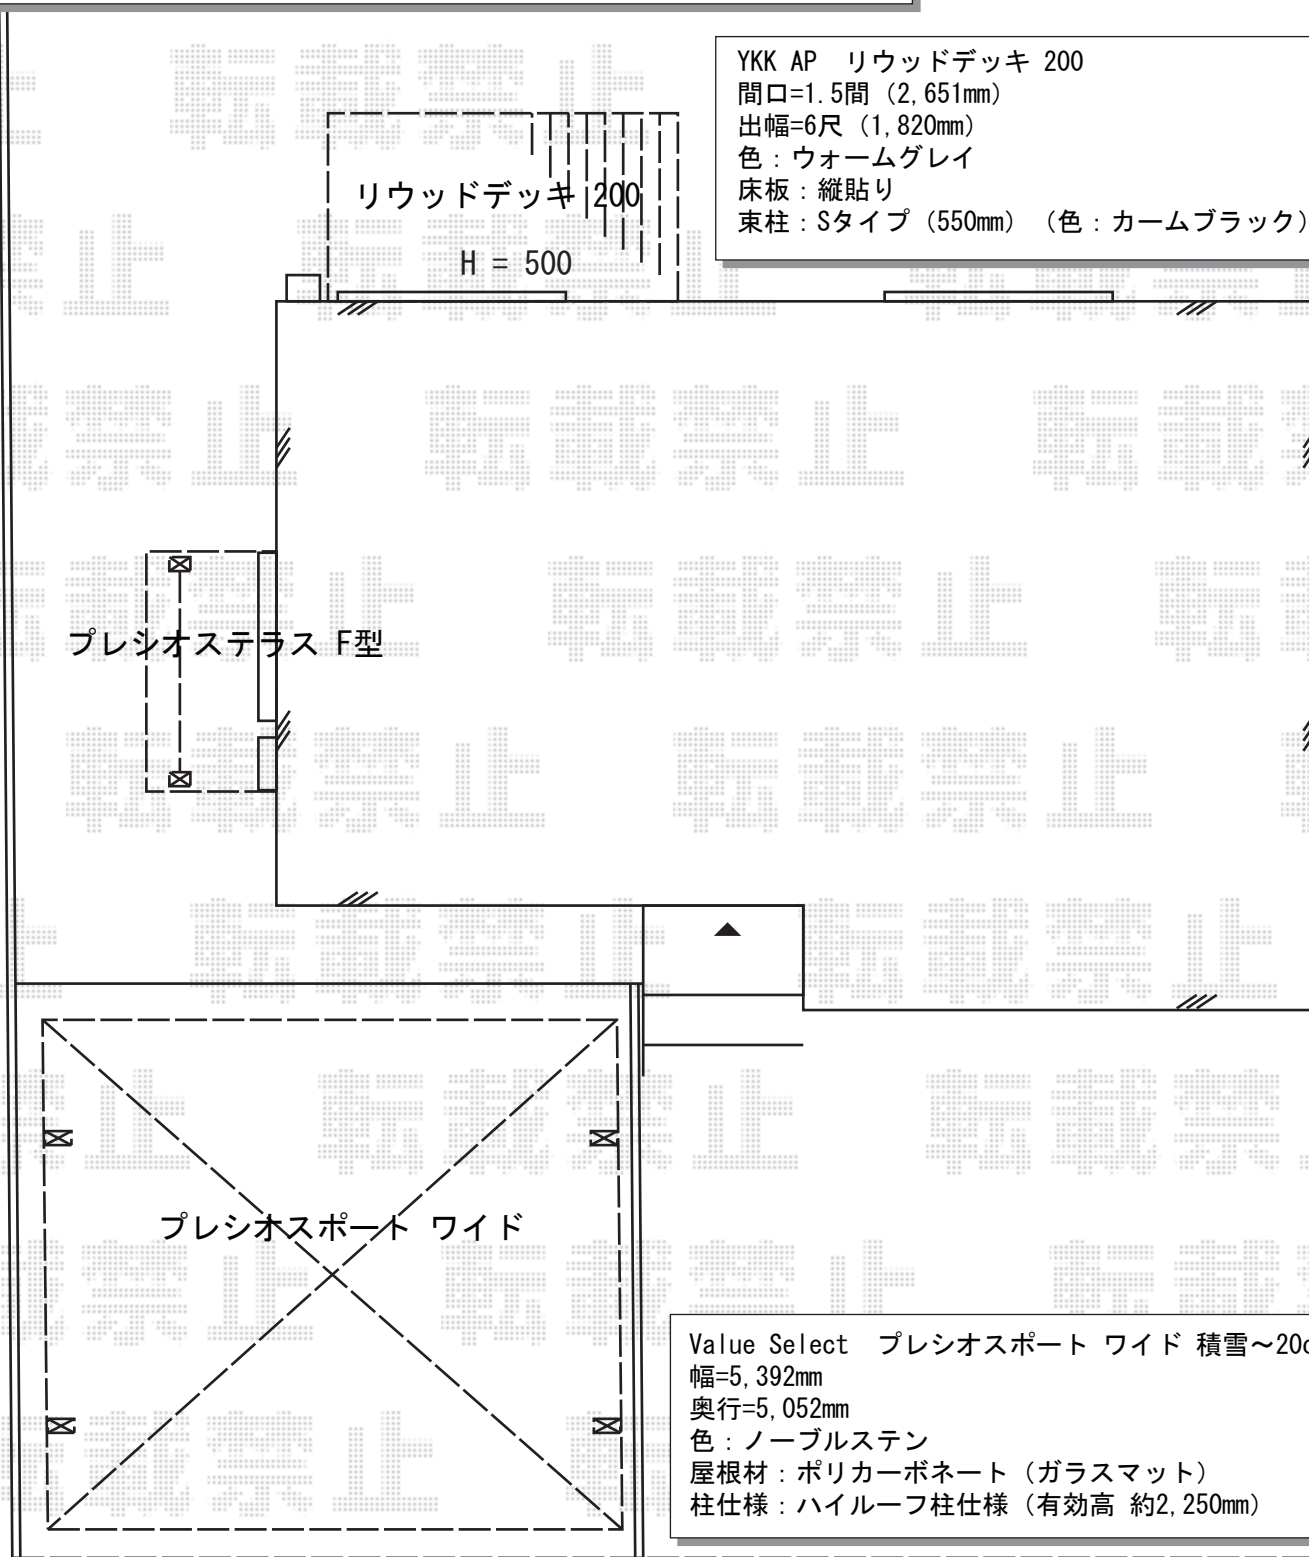 YKK AP リウッドデッキ 200
間口=1.5間 (2,651mm)
出幅=6尺 (1,820mm)
色：ウォームグレイ
床板：縦貼り
束柱：Sタイプ (550mm) (色：カームブラック)
リウッドデッキ 200
H = 500
プレシオステラス F型
プレシオスポート ワイド
Value Select プレシオスポート ワイド 積雪～20c
幅=5,392mm
奥行=5,052mm
色：ノーブルステン
屋根材：ポリカーボネート (ガラスマット)
柱仕様：ハイルーフ柱仕様 (有効高 約2,250mm)
転載禁止